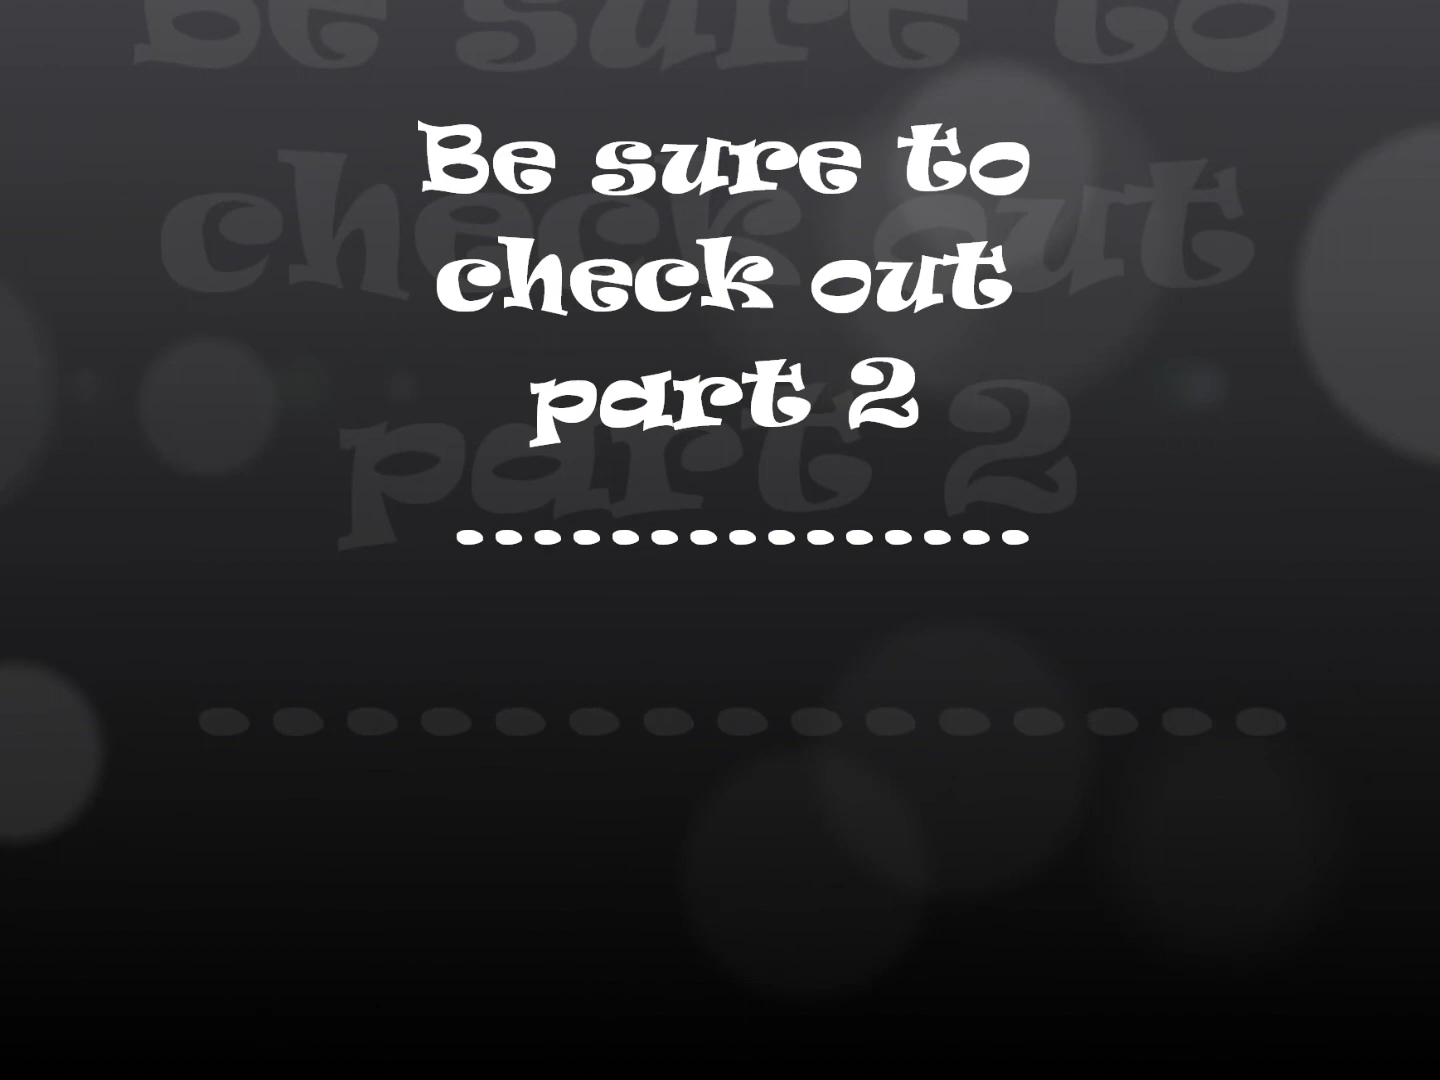 Be sure to
check out
part 2
...............